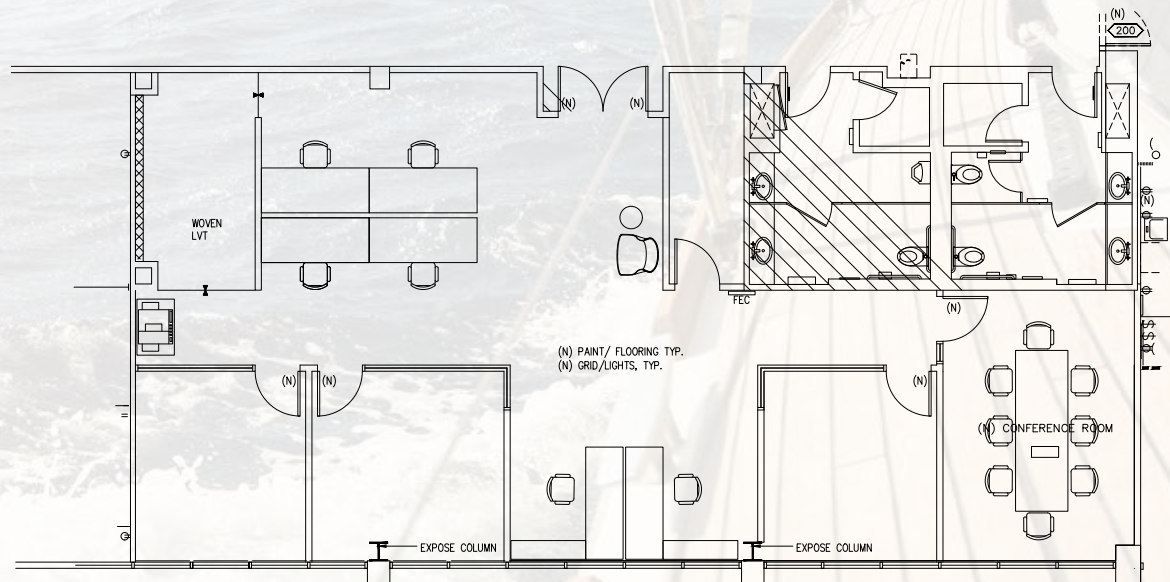 (N)
200
(N)
(N)
WOVEN
LVT
(N)
FEC
(N)
(N) PAINT/ FLOORING TYP.
(N) GRID/LIGHTS, TYP.
(N)
(N)
(N)
(N) CONFERENCE ROOM
EXPOSE COLUMN
EXPOSE COLUMN